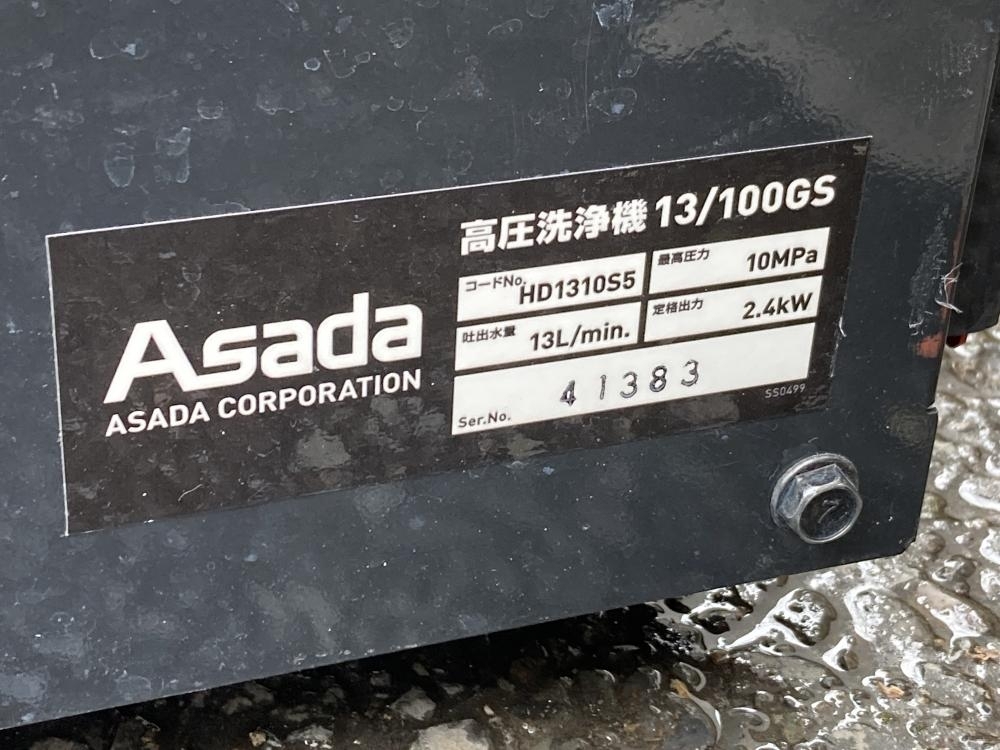 Asada
ASADA CORPORATION
高圧洗浄機 13/100GS
コードNo. HD1310S5
最高圧力 10MPa
吐出水量 13L/min.
定格出力 2.4kW
Ser.No. 41383
SS0499
7